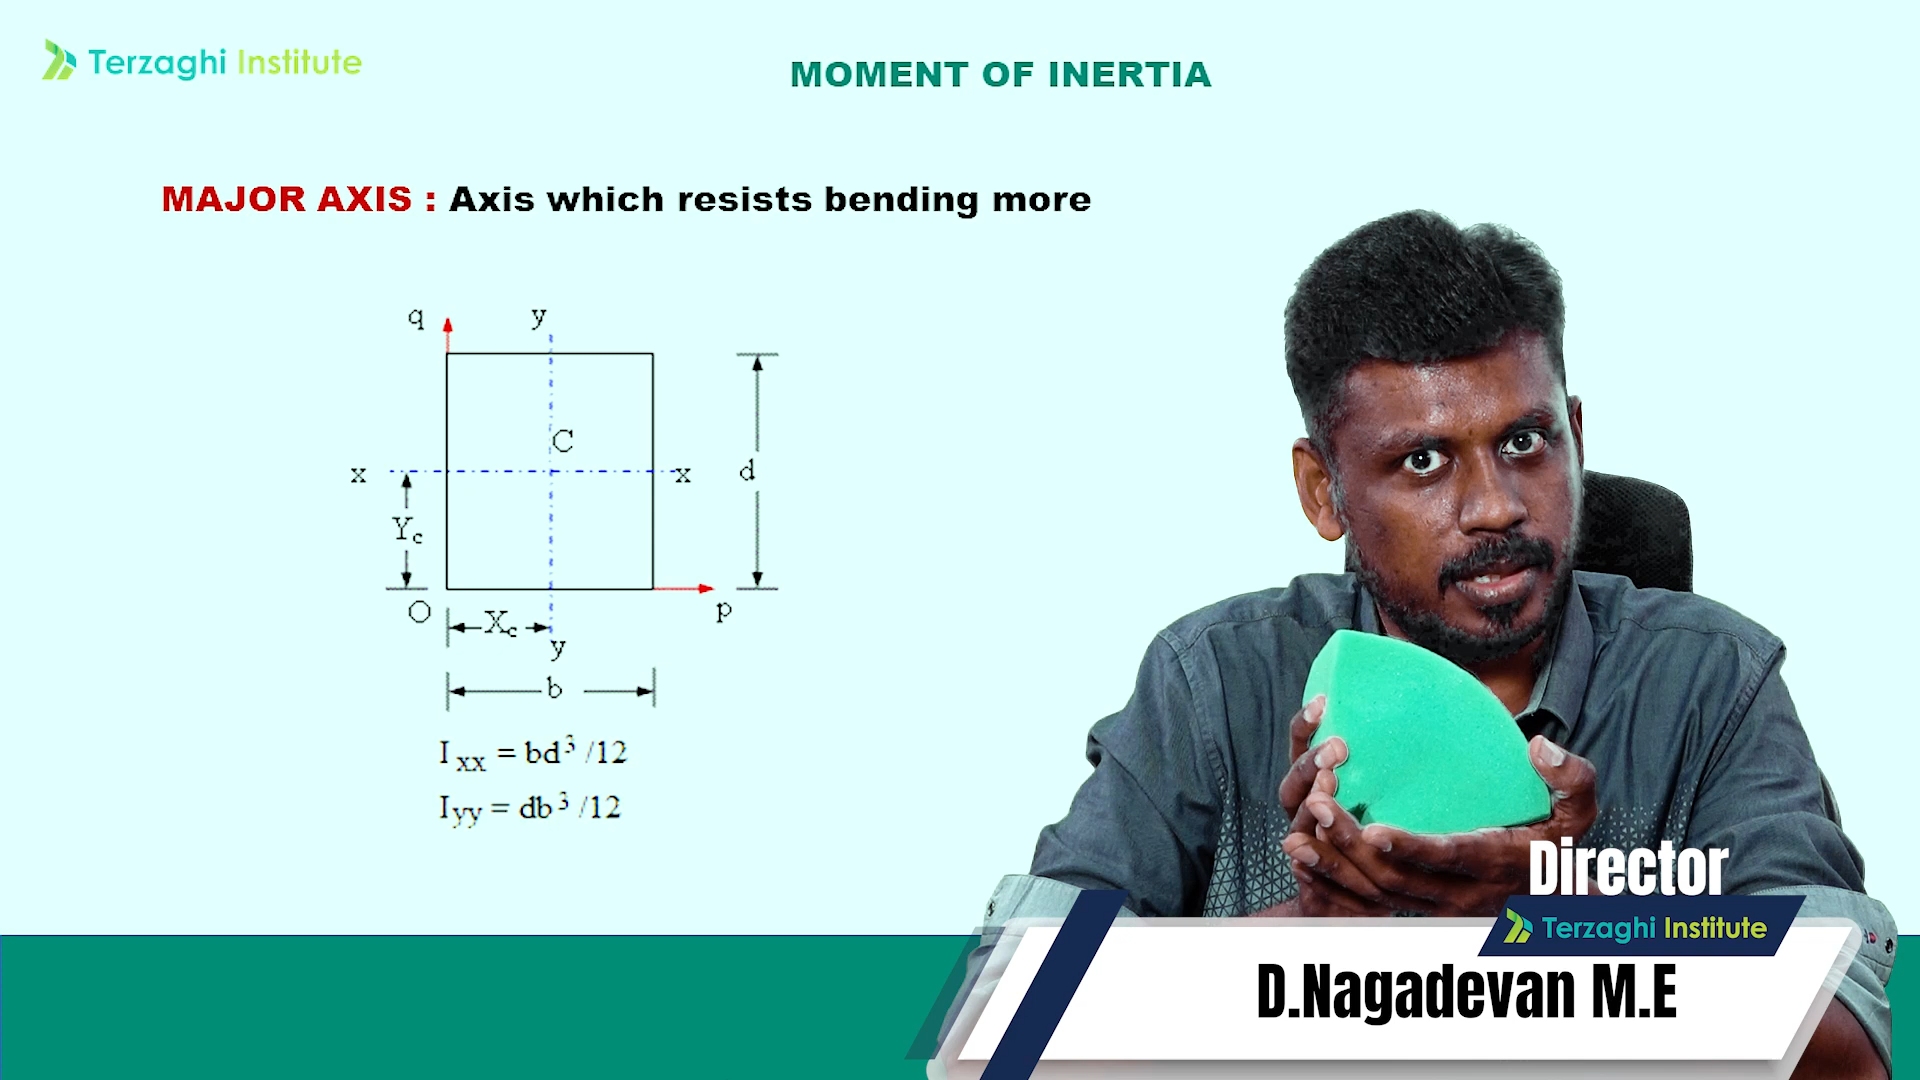 Terzaghi Institute
MOMENT OF INERTIA
MAJOR AXIS : Axis which resists bending more
q
y
C
x
x
d
Yc
O
Xc
p
y
b
I xx = bd³ /12
Iyy = db³ /12
Director
Terzaghi Institute
D.Nagadevan M.E